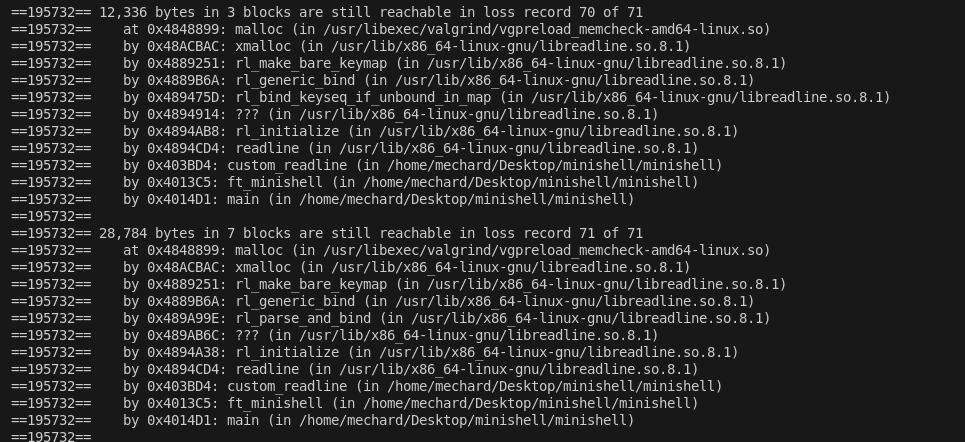 ==195732== 12,336 bytes in 3 blocks are still reachable in loss record 70 of 71
==195732==    at 0x4848899: malloc (in /usr/libexec/valgrind/vgpreload_memcheck-amd64-linux.so)
==195732==    by 0x48ACBAC: xmalloc (in /usr/lib/x86_64-linux-gnu/libreadline.so.8.1)
==195732==    by 0x4889251: rl_make_bare_keymap (in /usr/lib/x86_64-linux-gnu/libreadline.so.8.1)
==195732==    by 0x4889B6A: rl_generic_bind (in /usr/lib/x86_64-linux-gnu/libreadline.so.8.1)
==195732==    by 0x489475D: rl_bind_keyseq_if_unbound_in_map (in /usr/lib/x86_64-linux-gnu/libreadline.so.8.1)
==195732==    by 0x4894914: ??? (in /usr/lib/x86_64-linux-gnu/libreadline.so.8.1)
==195732==    by 0x4894AB8: rl_initialize (in /usr/lib/x86_64-linux-gnu/libreadline.so.8.1)
==195732==    by 0x4894CD4: readline (in /usr/lib/x86_64-linux-gnu/libreadline.so.8.1)
==195732==    by 0x403BD4: custom_readline (in /home/mechard/Desktop/minishell/minishell)
==195732==    by 0x4013C5: ft_minishell (in /home/mechard/Desktop/minishell/minishell)
==195732==    by 0x4014D1: main (in /home/mechard/Desktop/minishell/minishell)
==195732==
==195732== 28,784 bytes in 7 blocks are still reachable in loss record 71 of 71
==195732==    at 0x4848899: malloc (in /usr/libexec/valgrind/vgpreload_memcheck-amd64-linux.so)
==195732==    by 0x48ACBAC: xmalloc (in /usr/lib/x86_64-linux-gnu/libreadline.so.8.1)
==195732==    by 0x4889251: rl_make_bare_keymap (in /usr/lib/x86_64-linux-gnu/libreadline.so.8.1)
==195732==    by 0x4889B6A: rl_generic_bind (in /usr/lib/x86_64-linux-gnu/libreadline.so.8.1)
==195732==    by 0x489A99E: rl_parse_and_bind (in /usr/lib/x86_64-linux-gnu/libreadline.so.8.1)
==195732==    by 0x489AB6C: ??? (in /usr/lib/x86_64-linux-gnu/libreadline.so.8.1)
==195732==    by 0x4894A38: rl_initialize (in /usr/lib/x86_64-linux-gnu/libreadline.so.8.1)
==195732==    by 0x4894CD4: readline (in /usr/lib/x86_64-linux-gnu/libreadline.so.8.1)
==195732==    by 0x403BD4: custom_readline (in /home/mechard/Desktop/minishell/minishell)
==195732==    by 0x4013C5: ft_minishell (in /home/mechard/Desktop/minishell/minishell)
==195732==    by 0x4014D1: main (in /home/mechard/Desktop/minishell/minishell)
==195732==